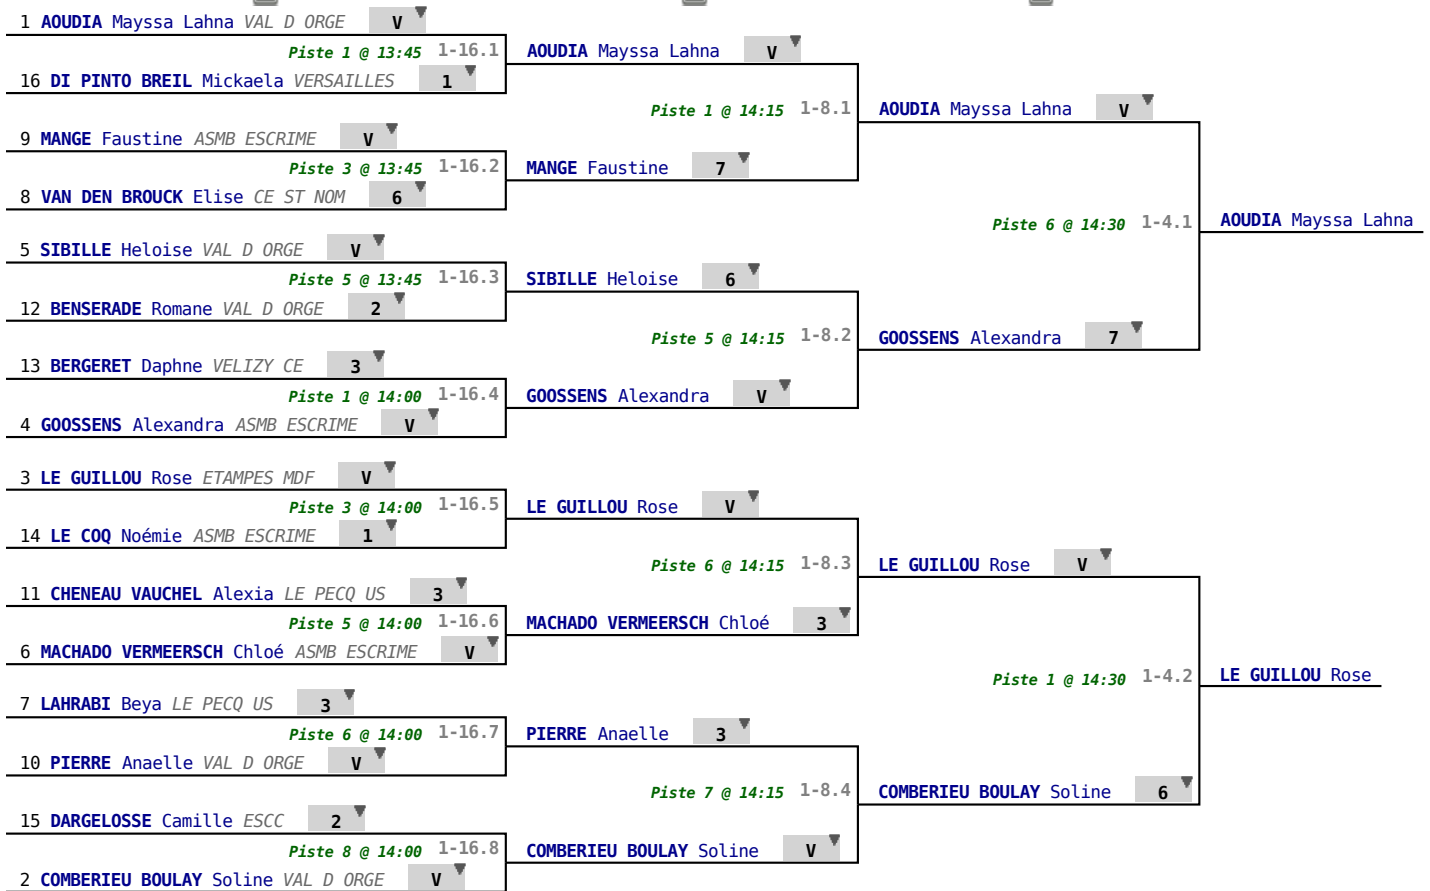 1 AOUDIA Mayssa Lahna VAL D ORGE V
Piste 1 @ 13:45 1-16.1
16 DI PINTO BREIL Mickaela VERSAILLES 1
9 MANGE Faustine ASMB ESCRIME V
Piste 3 @ 13:45 1-16.2
8 VAN DEN BROUCK Elise CE ST NOM 6
5 SIBILLE Heloise VAL D ORGE V
Piste 5 @ 13:45 1-16.3
12 BENSERADE Romane VAL D ORGE 2
13 BERGERET Daphne VELIZY CE 3
Piste 1 @ 14:00 1-16.4
4 GOOSSENS Alexandra ASMB ESCRIME V
3 LE GUILLOU Rose ETAMPES MDF V
Piste 3 @ 14:00 1-16.5
14 LE COQ Noémie ASMB ESCRIME 1
11 CHENEAU VAUCHEL Alexia LE PECQ US 3
Piste 5 @ 14:00 1-16.6
6 MACHADO VERMEERSCH Chloé ASMB ESCRIME V
7 LAHRABI Beya LE PECQ US 3
Piste 6 @ 14:00 1-16.7
10 PIERRE Anaelle VAL D ORGE V
15 DARGELOSSE Camille ESCC 2
Piste 8 @ 14:00 1-16.8
2 COMBERIEU BOULAY Soline VAL D ORGE V
AOUDIA Mayssa Lahna V
Piste 1 @ 14:15 1-8.1
MANGE Faustine 7
SIBILLE Heloise 6
Piste 5 @ 14:15 1-8.2
GOOSSENS Alexandra V
LE GUILLOU Rose V
Piste 6 @ 14:15 1-8.3
MACHADO VERMEERSCH Chloé 3
PIERRE Anaelle 3
Piste 7 @ 14:15 1-8.4
COMBERIEU BOULAY Soline V
AOUDIA Mayssa Lahna V
Piste 6 @ 14:30 1-4.1
GOOSSENS Alexandra 7
LE GUILLOU Rose V
Piste 1 @ 14:30 1-4.2
COMBERIEU BOULAY Soline 6
AOUDIA Mayssa Lahna
LE GUILLOU Rose